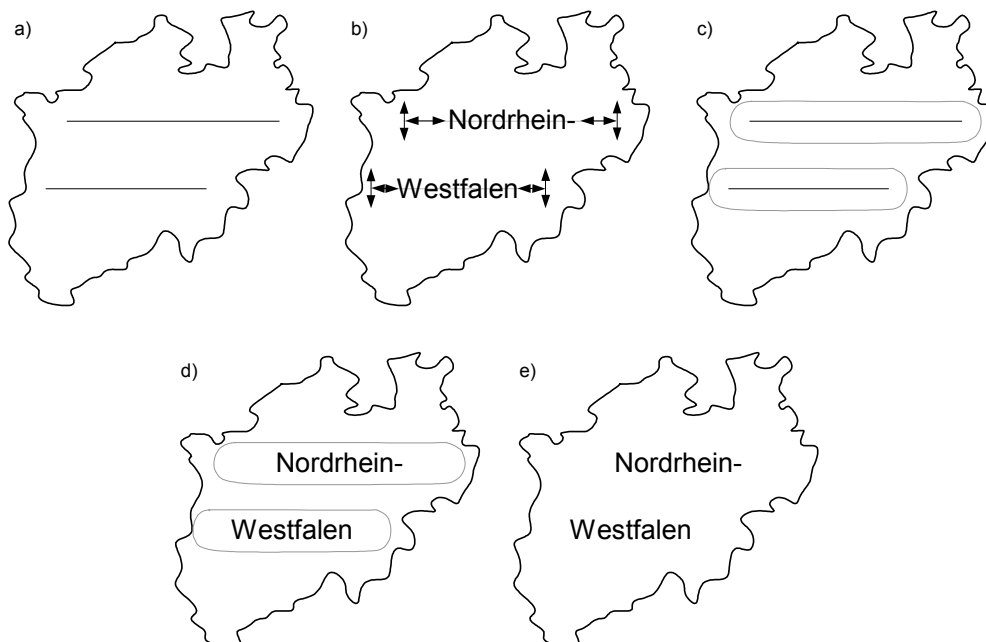 a)
b)
c)
Nordrhein-
Westfalen
d)
e)
Nordrhein-
Westfalen
Nordrhein-
Westfalen